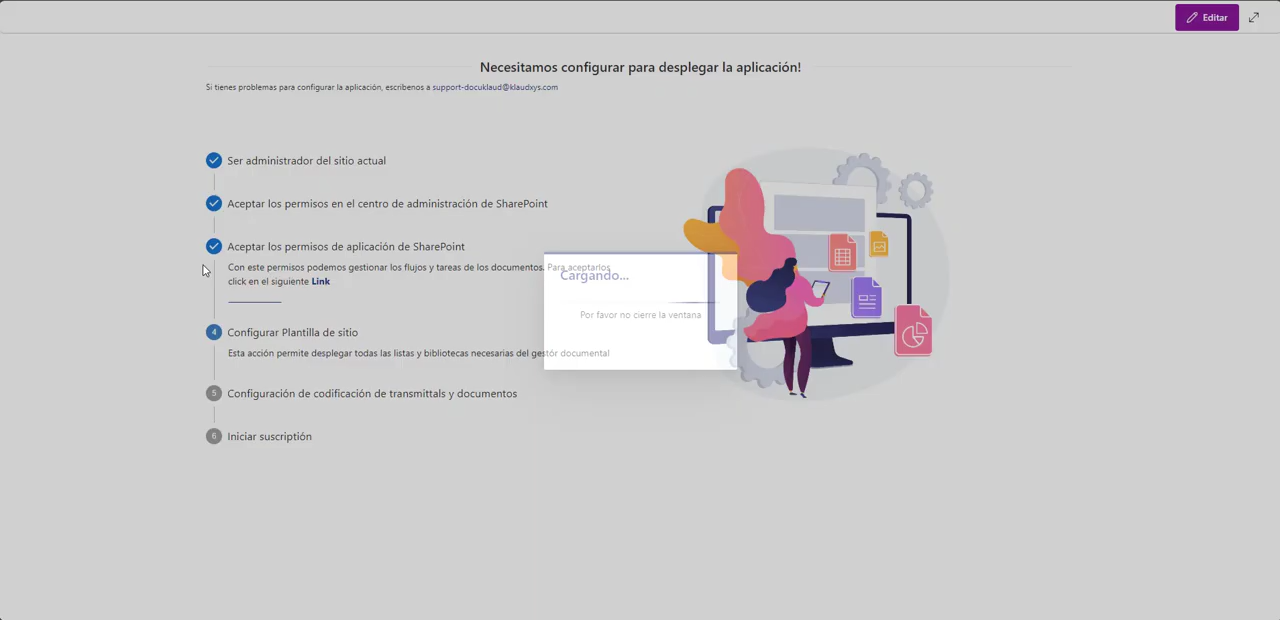 Editar
Necesitamos configurar para desplegar la aplicación!
Si tienes problemas para configurar la aplicación, escríbenos a support-docuklaud@klaudxys.com
Ser administrador del sitio actual
Aceptar los permisos en el centro de administración de SharePoint
Aceptar los permisos de aplicación de SharePoint
Con este permisos podemos gestionar los flujos y tareas de los documentos. Para aceptarlos
click en el siguiente Link
Cargando...
Por favor no cierre la ventana
4 Configurar Plantilla de sitio
Esta acción permite desplegar todas las listas y bibliotecas necesarias del gestor documental
5 Configuración de codificación de transmittals y documentos
6 Iniciar suscriptión